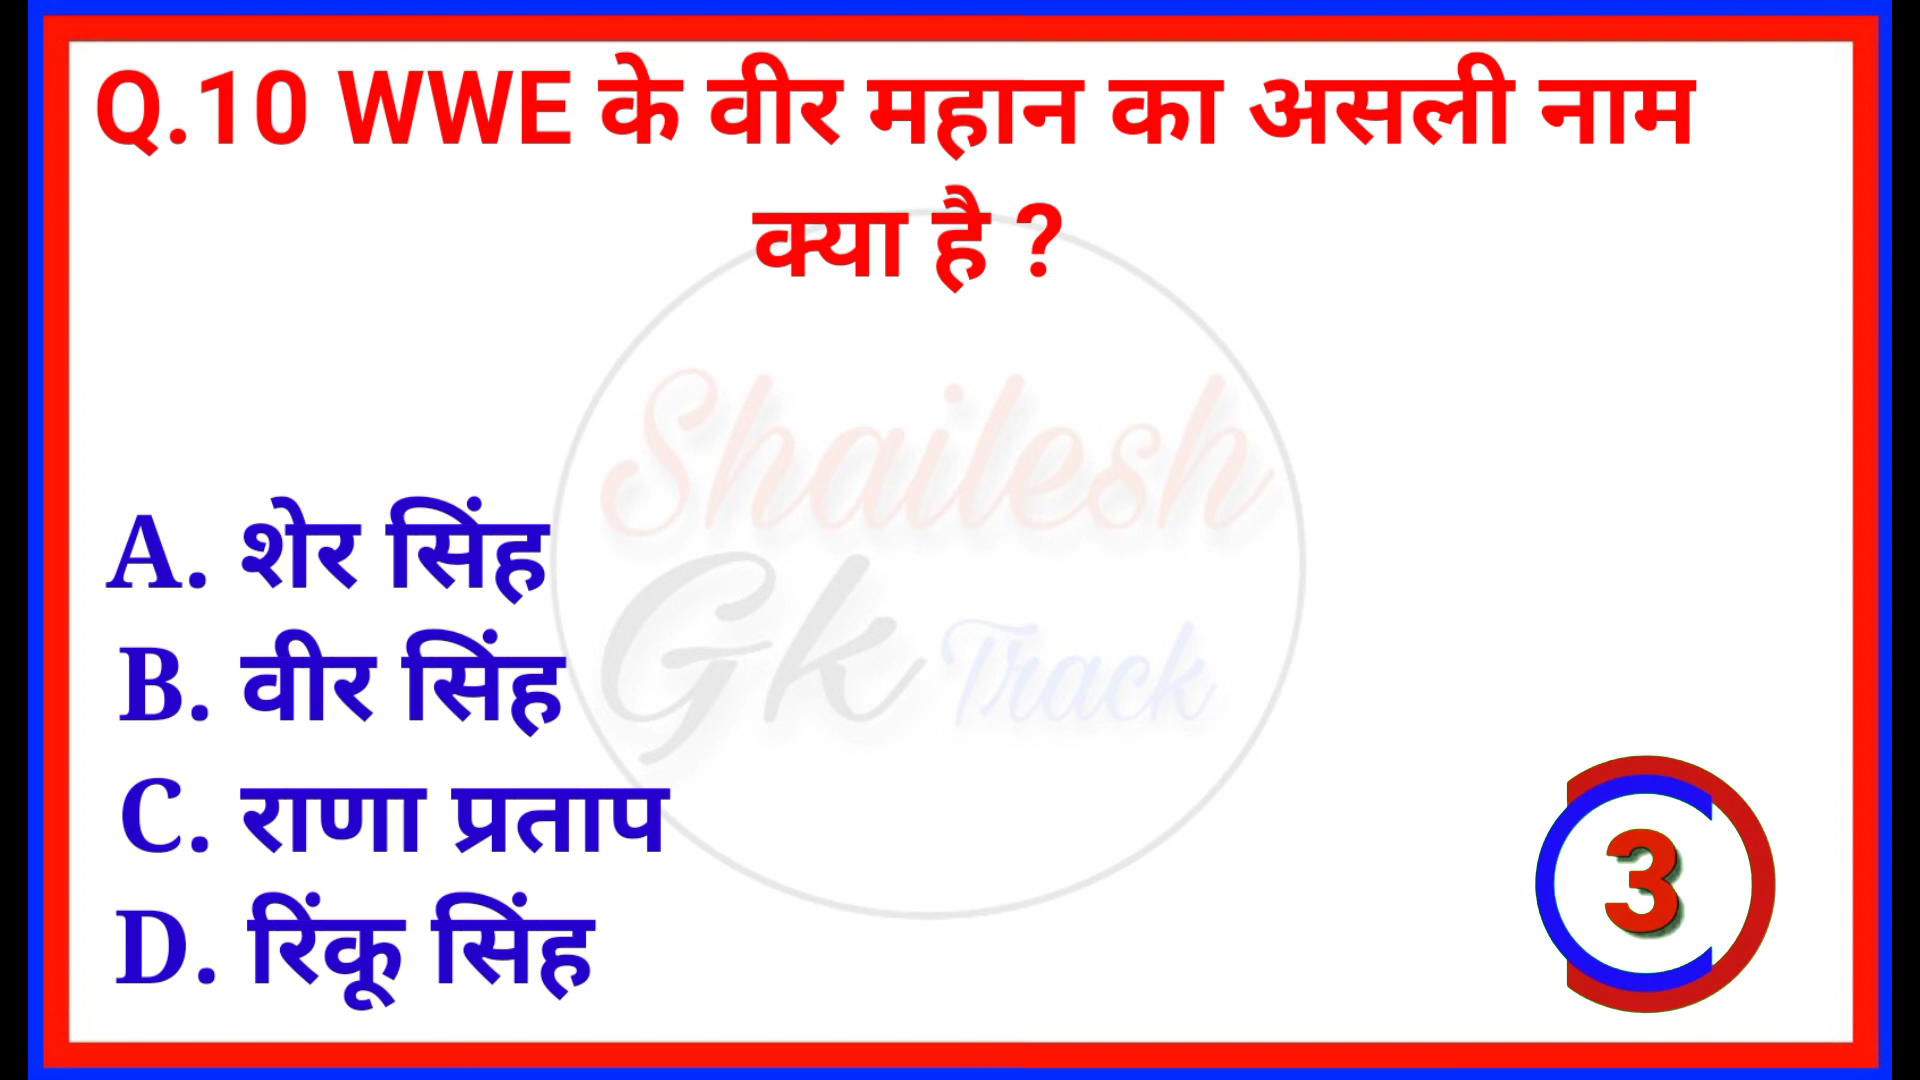 Q.10 WWE के वीर महान का असली नाम
क्या है ?
Shailesh
Gk Track
A. शेर सिंह
B. वीर सिंह
C. राणा प्रताप
D. रिंकू सिंह
3